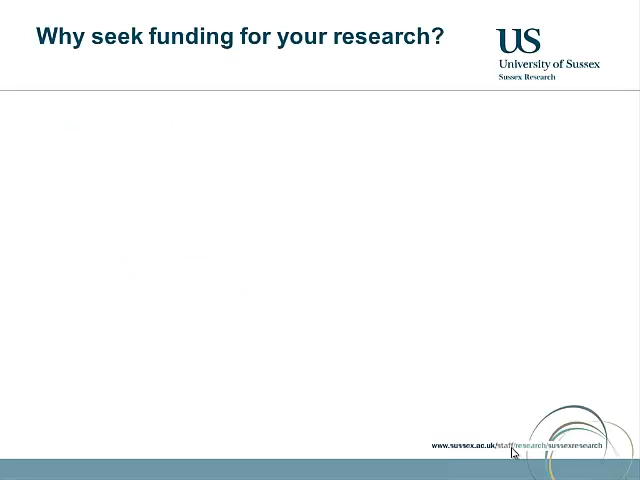 Why seek funding for your research?
US
University of Sussex
Sussex Research
www.sussex.ac.uk/staff/research/sussexresearch